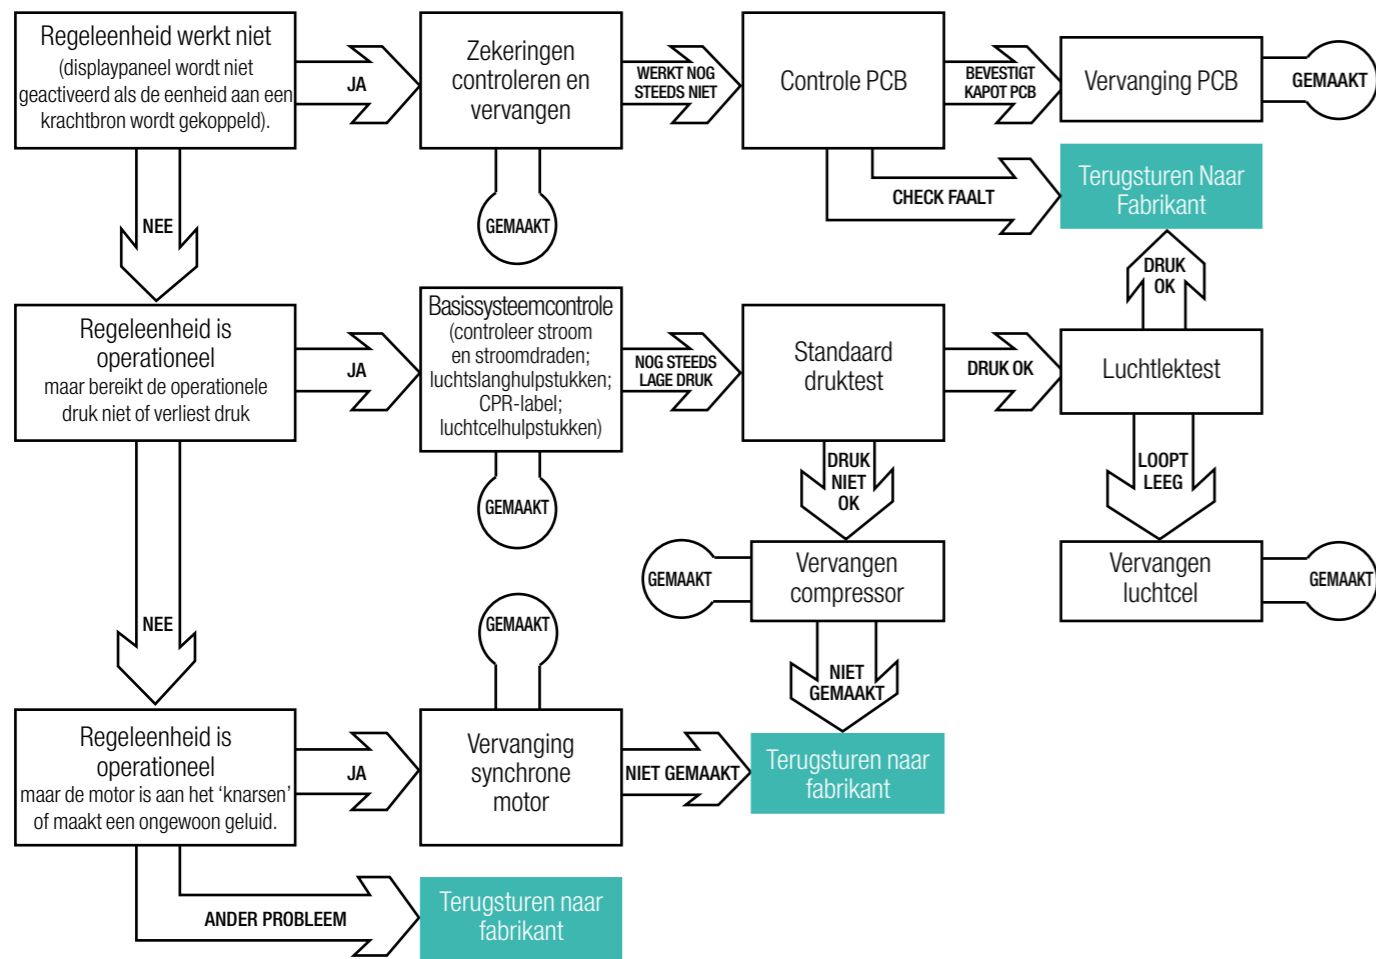 Regeleenheid werkt niet
(displaypaneel wordt niet
geactiveerd als de eenheid aan een
krachtbron wordt gekoppeld).
JA
Zekeringen
controleren en
vervangen
WERKT NOG
STEEDS NIET
Controle PCB
BEVESTIGT
KAPOT PCB
Vervanging PCB
GEMAAKT
NEE
GEMAAKT
CHECK FAALT
Terugsturen Naar
Fabrikant
DRUK
OK
Regeleenheid is
operationeel
maar bereikt de operationele
druk niet of verliest druk
JA
Basissysteemcontrole
(controleer stroom
en stroomdraden;
luchtslanghulpstukken;
CPR-label;
luchtcelhulpstukken)
NOG STEEDS
LAGE DRUK
Standaard
druktest
DRUK OK
Luchtlektest
GEMAAKT
DRUK
NIET
OK
LOOPT
LEEG
NEE
GEMAAKT
GEMAAKT
Vervangen
compressor
Vervangen
luchtcel
GEMAAKT
NIET
GEMAAKT
Regeleenheid is
operationeel
maar de motor is aan het ‘knarsen’
of maakt een ongewoon geluid.
JA
Vervanging
synchrone
motor
NIET GEMAAKT
Terugsturen naar
fabrikant
ANDER PROBLEEM
Terugsturen naar
fabrikant